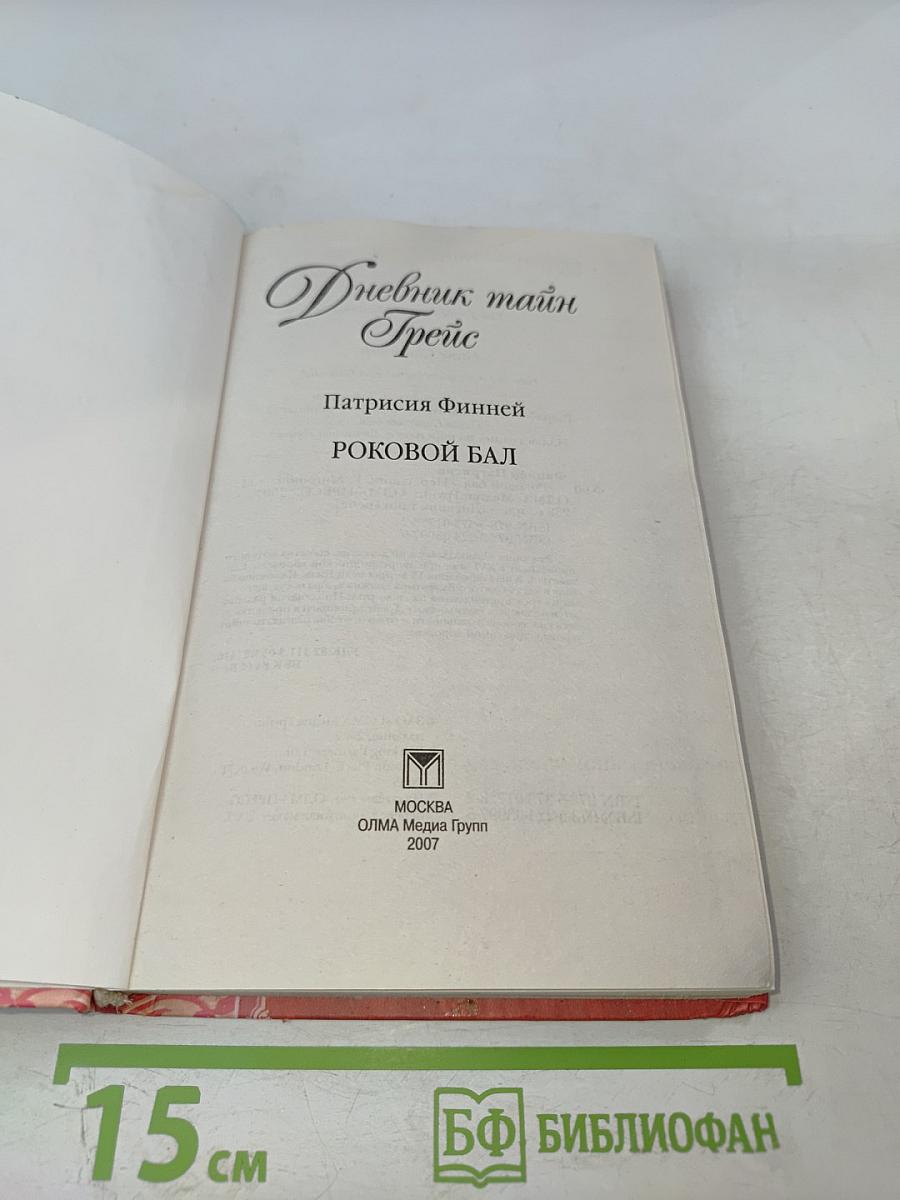 Дневник тайн
Грейс
Патрисия Финней
РОКОВОЙ БАЛ
МОСКВА
ОЛМА Медиа Групп
2007
15 см
БФ БИБЛИОФАН